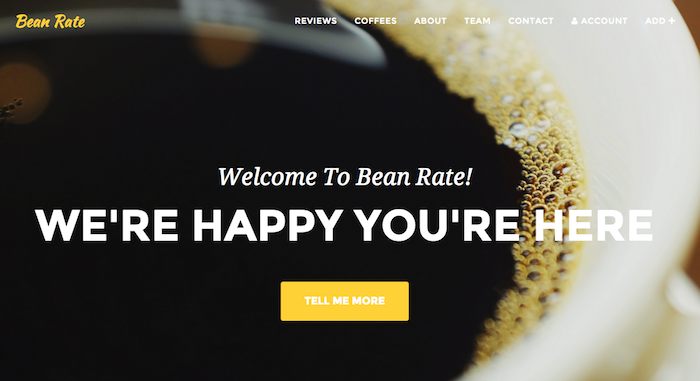 Bean Rate
REVIEWS COFFEES ABOUT TEAM CONTACT ACCOUNT ADD +
Welcome To Bean Rate!
WE'RE HAPPY YOU'RE HERE
TELL ME MORE